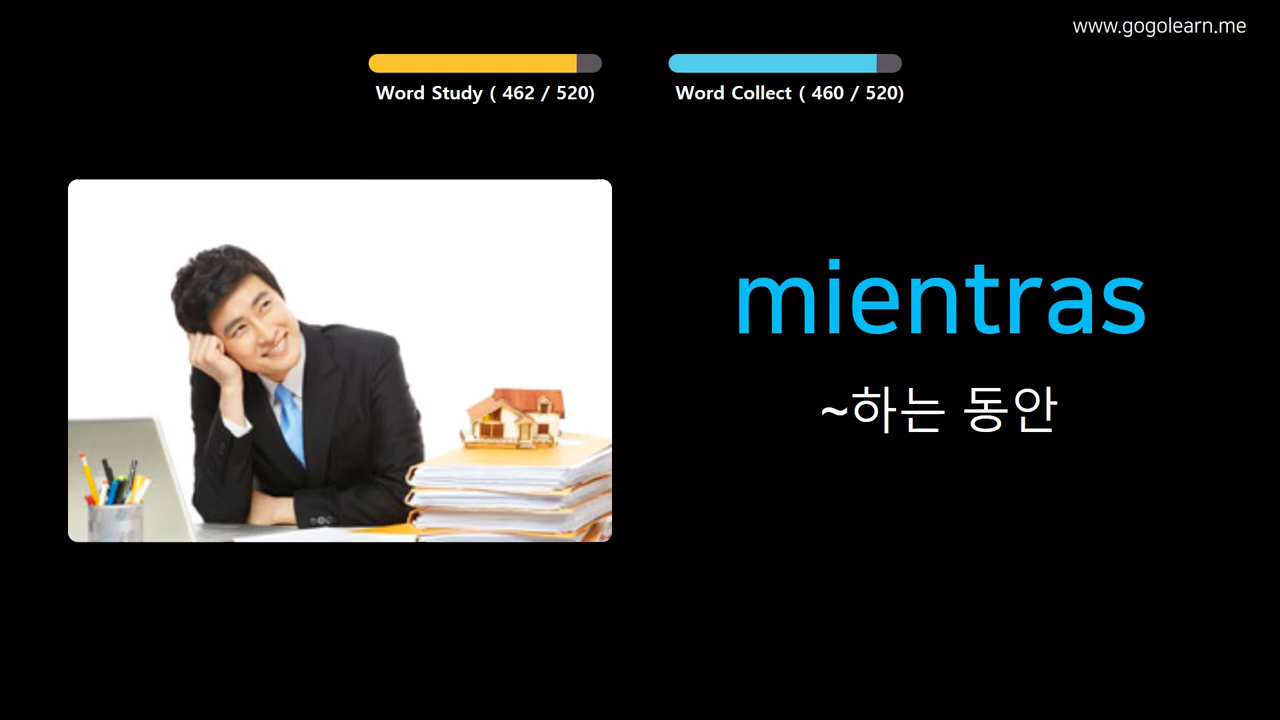 www.gogolearn.me
Word Study ( 462 / 520)
Word Collect ( 460 / 520)
mientras
~하는 동안